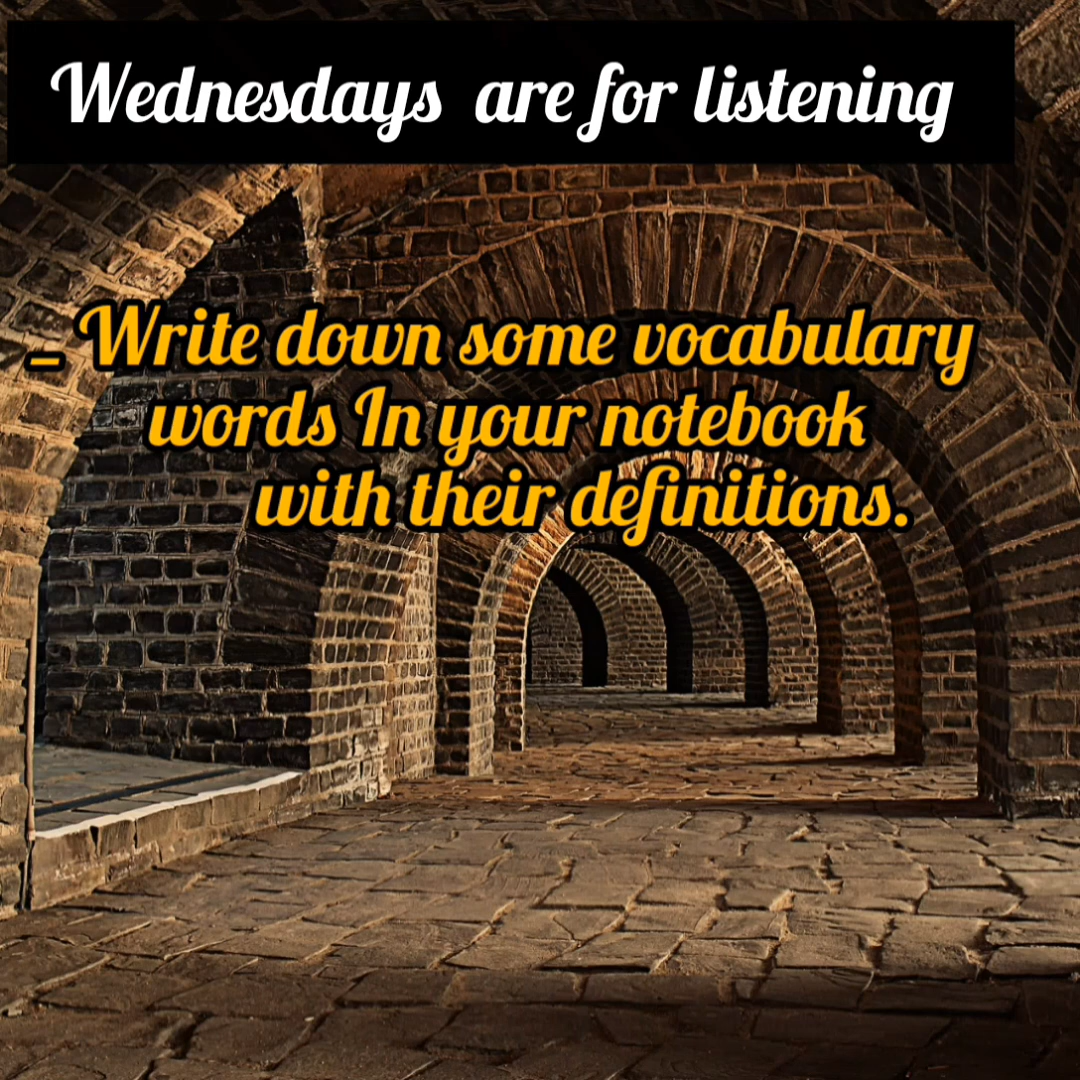 Wednesdays are for listening
_ Write down some vocabulary
words In your notebook
with their definitions.